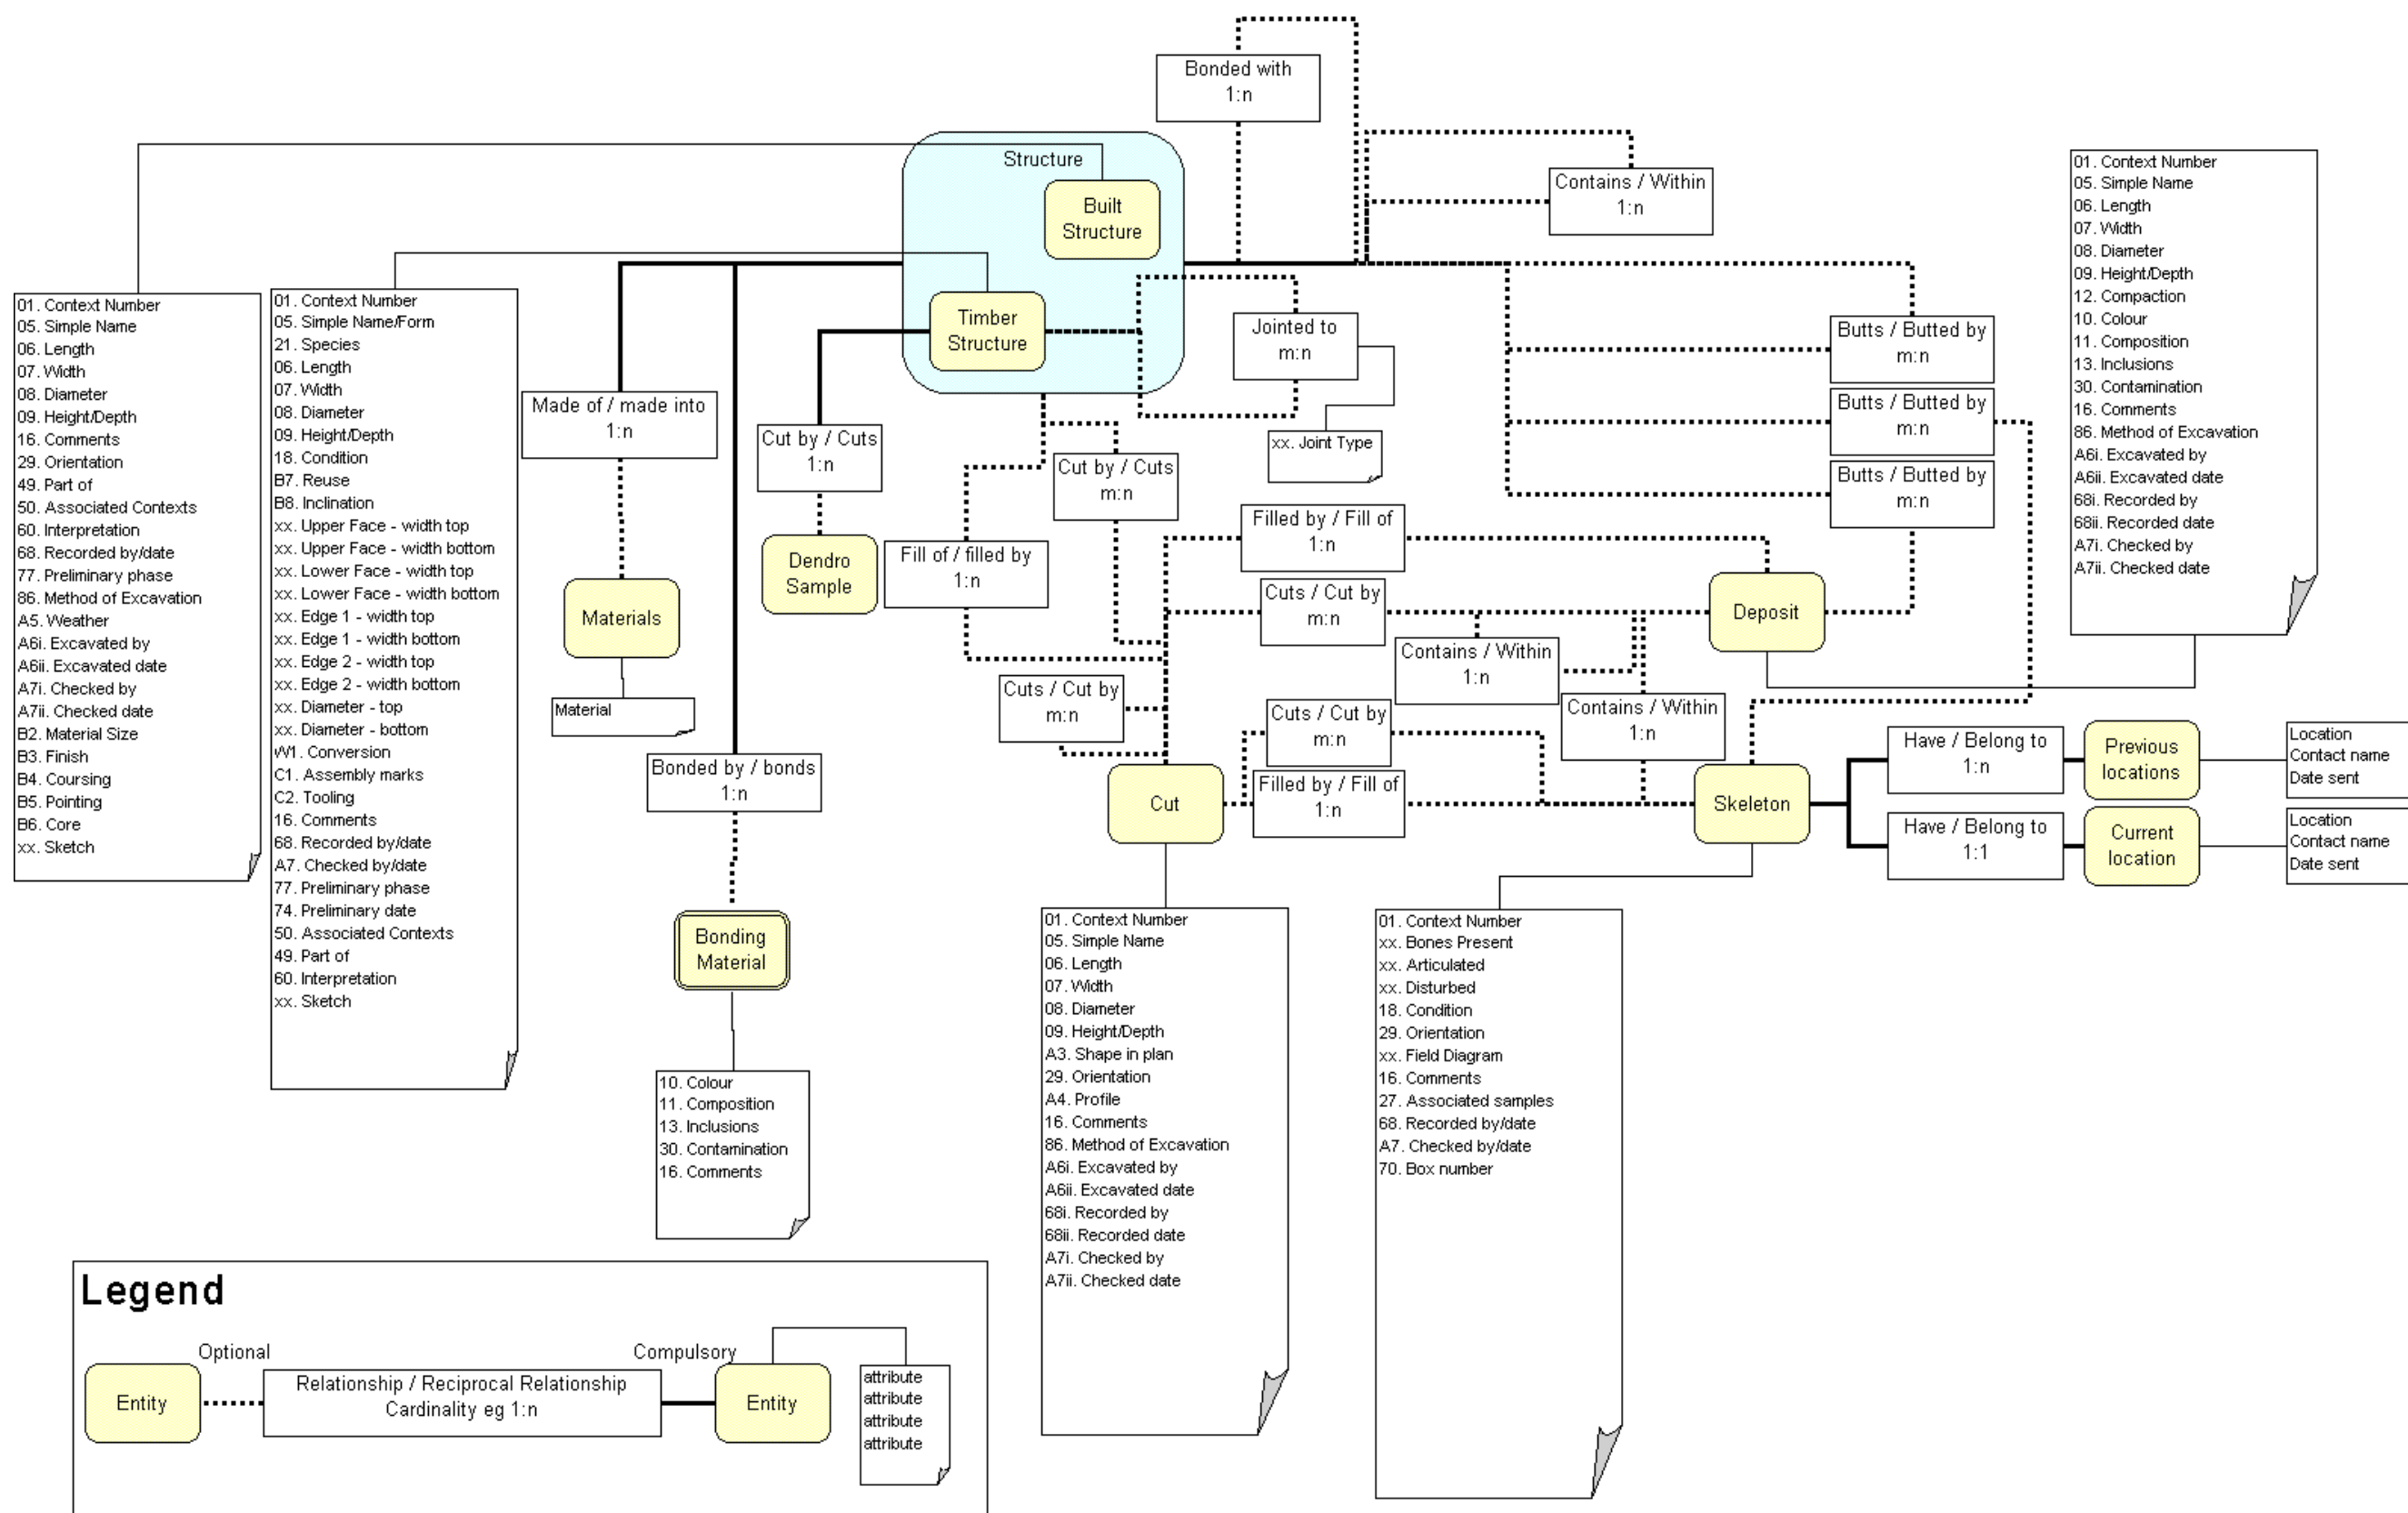 Bonded with
1:n
Structure
Built
Structure
Contains / Within
1:n
Timber
Structure
Jointed to
m:n
xx. Joint Type
Butts / Butted by
m:n
Butts / Butted by
m:n
Butts / Butted by
m:n
01. Context Number
05. Simple Name
06. Length
07. Width
08. Diameter
09. Height/Depth
12. Compaction
10. Colour
11. Composition
13. Inclusions
30. Contamination
16. Comments
86. Method of Excavation
A6i. Excavated by
A6ii. Excavated date
68i. Recorded by
68ii. Recorded date
A7i. Checked by
A7ii. Checked date
01. Context Number
05. Simple Name
06. Length
07. Width
08. Diameter
09. Height/Depth
16. Comments
29. Orientation
49. Part of
50. Associated Contexts
60. Interpretation
68. Recorded by/date
77. Preliminary phase
86. Method of Excavation
A5. Weather
A6i. Excavated by
A6ii. Excavated date
A7i. Checked by
A7ii. Checked date
B2. Material Size
B3. Finish
B4. Coursing
B5. Pointing
B6. Core
xx. Sketch
01. Context Number
05. Simple Name/Form
21. Species
06. Length
07. Width
08. Diameter
09. Height/Depth
18. Condition
B7. Reuse
B8. Inclination
xx. Upper Face - width top
xx. Upper Face - width bottom
xx. Lower Face - width top
xx. Lower Face - width bottom
xx. Edge 1 - width top
xx. Edge 1 - width bottom
xx. Edge 2 - width top
xx. Edge 2 - width bottom
xx. Diameter - top
xx. Diameter - bottom
W1. Conversion
C1. Assembly marks
C2. Tooling
16. Comments
68. Recorded by/date
A7. Checked by/date
77. Preliminary phase
74. Preliminary date
50. Associated Contexts
49. Part of
60. Interpretation
xx. Sketch
Made of / made into
1:n
Materials
Material
Cut by / Cuts
1:n
Dendro
Sample
Bonded by / bonds
1:n
Bonding
Material
10. Colour
11. Composition
13. Inclusions
30. Contamination
16. Comments
Cut by / Cuts
m:n
Fill of / filled by
1:n
Filled by / Fill of
1:n
Cuts / Cut by
m:n
Deposit
Contains / Within
1:n
Contains / Within
1:n
Cuts / Cut by
m:n
Cuts / Cut by
m:n
Filled by / Fill of
1:n
Cut
Skeleton
Have / Belong to
1:n
Previous
locations
Location
Contact name
Date sent
Have / Belong to
1:1
Current
location
Location
Contact name
Date sent
01. Context Number
05. Simple Name
06. Length
07. Width
08. Diameter
09. Height/Depth
A3. Shape in plan
29. Orientation
A4. Profile
16. Comments
86. Method of Excavation
A6i. Excavated by
A6ii. Excavated date
68i. Recorded by
68ii. Recorded date
A7i. Checked by
A7ii. Checked date
01. Context Number
xx. Bones Present
xx. Articulated
xx. Disturbed
18. Condition
29. Orientation
xx. Field Diagram
16. Comments
27. Associated samples
68. Recorded by/date
A7. Checked by/date
70. Box number
Legend
Optional
Compulsory
Entity
Relationship / Reciprocal Relationship
Cardinality eg 1:n
Entity
attribute
attribute
attribute
attribute